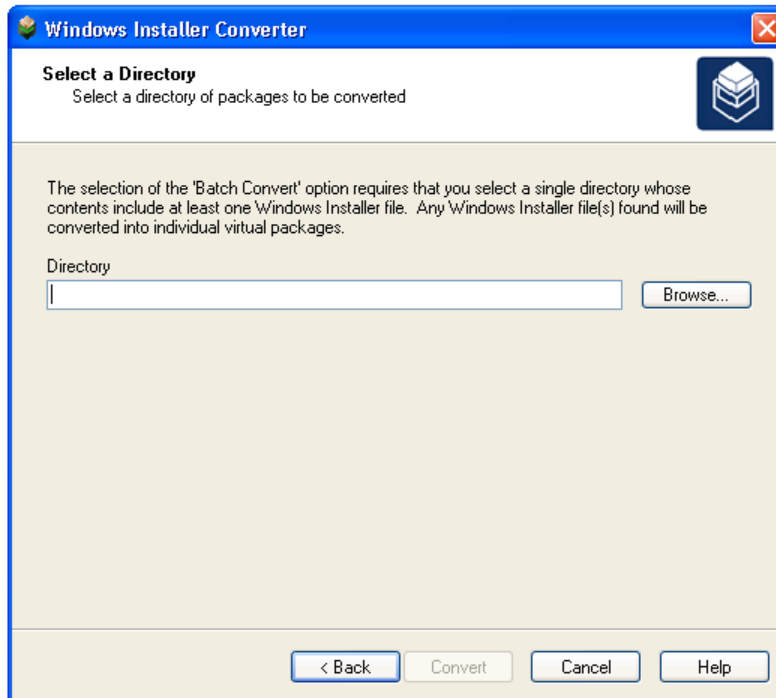 Windows Installer Converter
Select a Directory
Select a directory of packages to be converted
The selection of the 'Batch Convert' option requires that you select a single directory whose
contents include at least one Windows Installer file.  Any Windows Installer file(s) found will be
converted into individual virtual packages.
Directory
Browse...
< Back
Convert
Cancel
Help